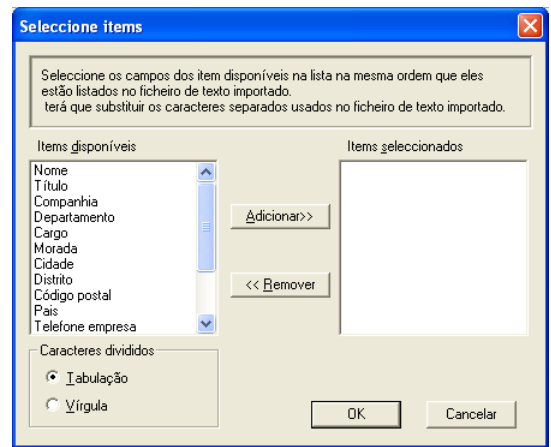 Seleccione items
Seleccione os campos dos item disponíveis na lista na mesma ordem que eles
estão listados no ficheiro de texto importado.
terá que substituir os caracteres separados usados no ficheiro de texto importado.
Items disponíveis
Items seleccionados
Nome
Título
Companhia
Departamento
Cargo
Morada
Cidade
Distrito
Código postal
Pais
Telefone empresa
Adicionar>>
<< Remover
Caracteres divididos
Tabulação
Vírgula
OK
Cancelar